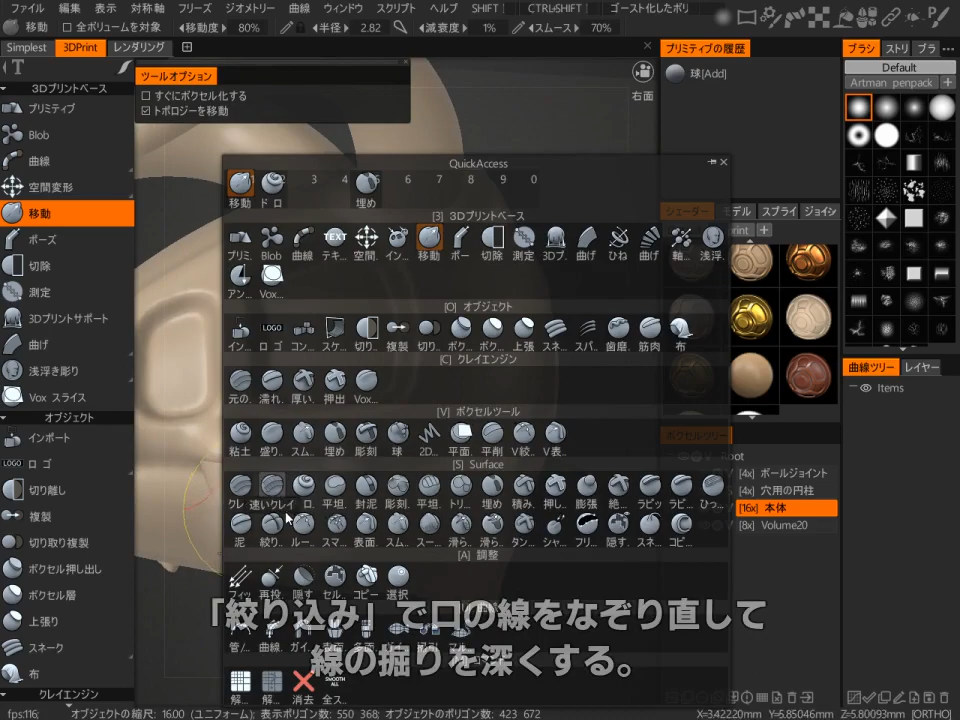 ファイル 編集 表示 対称軸 フリーズ ジオメトリー 曲線 ウィンドウ スクリプト ヘルプ SHIFT CTRL+SHIFT ゴースト化したポリ
移動 全ボリュームを対象 移動度 80% 半径 2.82 減衰度 1% スムース 70%
Simplest 3DPrint レンダリング
3Dプリントベース
プリミティブ
Blob
曲線
空間変形
移動
ポーズ
切除
測定
3Dプリントサポート
曲げ
浅浮き彫り
Vox スライス
オブジェクト
インポート
LOGO ロゴ
切り離し
複製
切り取り複製
ボクセル押し出し
ボクセル層
上張り
スネーク
布
クレイエンジン
ツールオプション
すぐにボクセル化する
トポロジーを移動
右面
QuickAccess
3 4 5 6 7 8 9 0
移動 ドロ 埋め
[3] 3Dプリントベース
プリミ. Blob 曲線 テキ.. 空間. イン.. 移動 ポー 切除 測定 3Dプ. 曲げ ひね 曲げ 軸.. 浅浮.
アン.. Vox...
[O] オブジェクト
イン.. ロゴ コン.. スケ.. 切り.. 複製 切り.. ボク.. ボク.. 上張 スネ.. スパ.. 歯磨. 筋肉 布
[C] クレイエンジン
元の. 濡れ. 厚い. 押出 Vox...
[V] ボクセルツール
粘土 盛り. スム. 埋め 彫刻 球 2D... 平面. 平削 V絞.. V表..
[S] Surface
クレ 速いクレイ ロ. 平坦. 封泥 彫刻. 平坦. トリ... 埋め 積み. 押し. 膨張 絶... ラピッ ラピ.. ひっ..
泥 絞り.. ルー.. スマ.. 表面. スム.. スー.. 滑ら.. 滑ら.. タン.. シャ.. フリ... 隠す. スネ.. コピ..
[A] 調整
フィッ 再投. 隠す セル.. コピー 選択
解... 解... 消去 全ス..
「絞り込み」で口の線をなぞり直して
線の掘りを深くする。
プリミティブの履歴
球[Add]
シェーダー モデル スプライ ジョイン
ボクセルツリー
Root
[4x] ボールジョイント
[4x] 穴用の円柱
[16x] 本体
[8x] Volume20
ブラシ ストリ ブラ
Default
Artman penpack
曲線ツリー レイヤー
Items
fps:116; オブジェクトの縮尺: 16.00 (ユニフォーム); 表示ポリゴン数: 550 368; オブジェクトのポリゴン数: 423 672 X=3.42220mm Y=5.85046mm Z=5.80093mm [ORTHO]